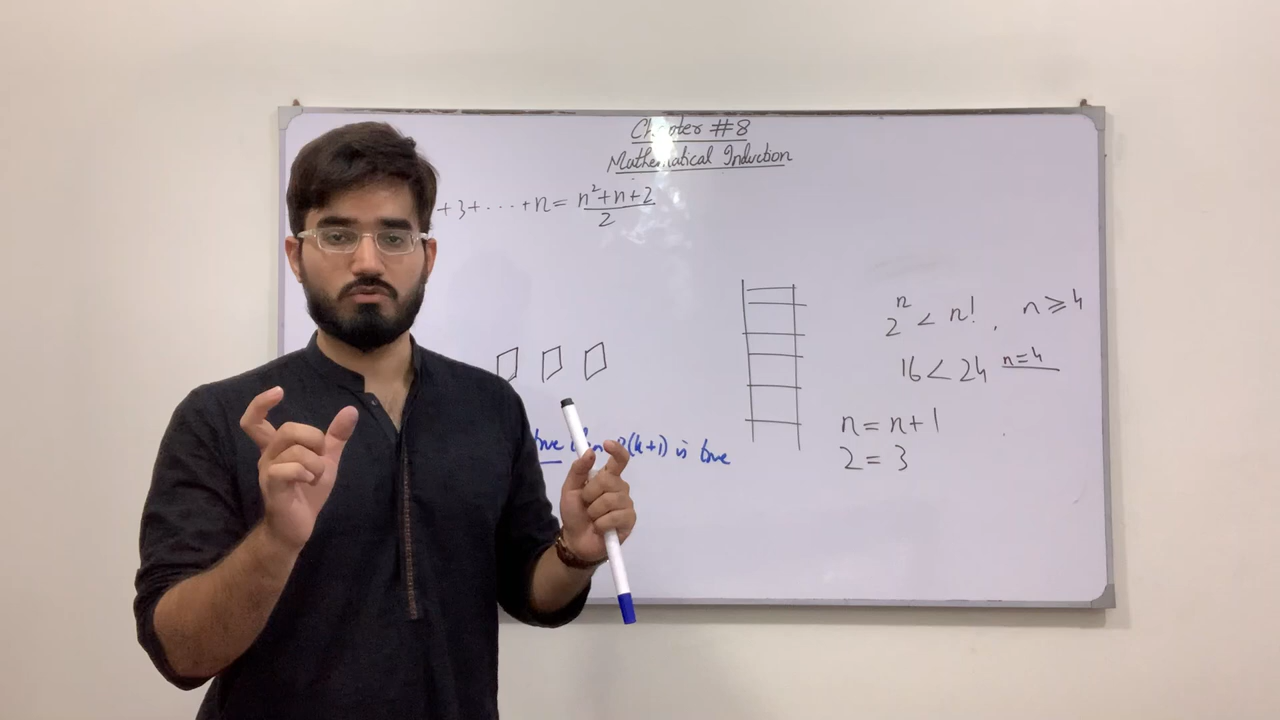 Chapter #8
Mathematical Induction
+3+...+n= n²+n+2/2
2ⁿ < n! , n ≥ 4
16 < 24 n=4
n = n+1
2 = 3
true P(k+1) is true